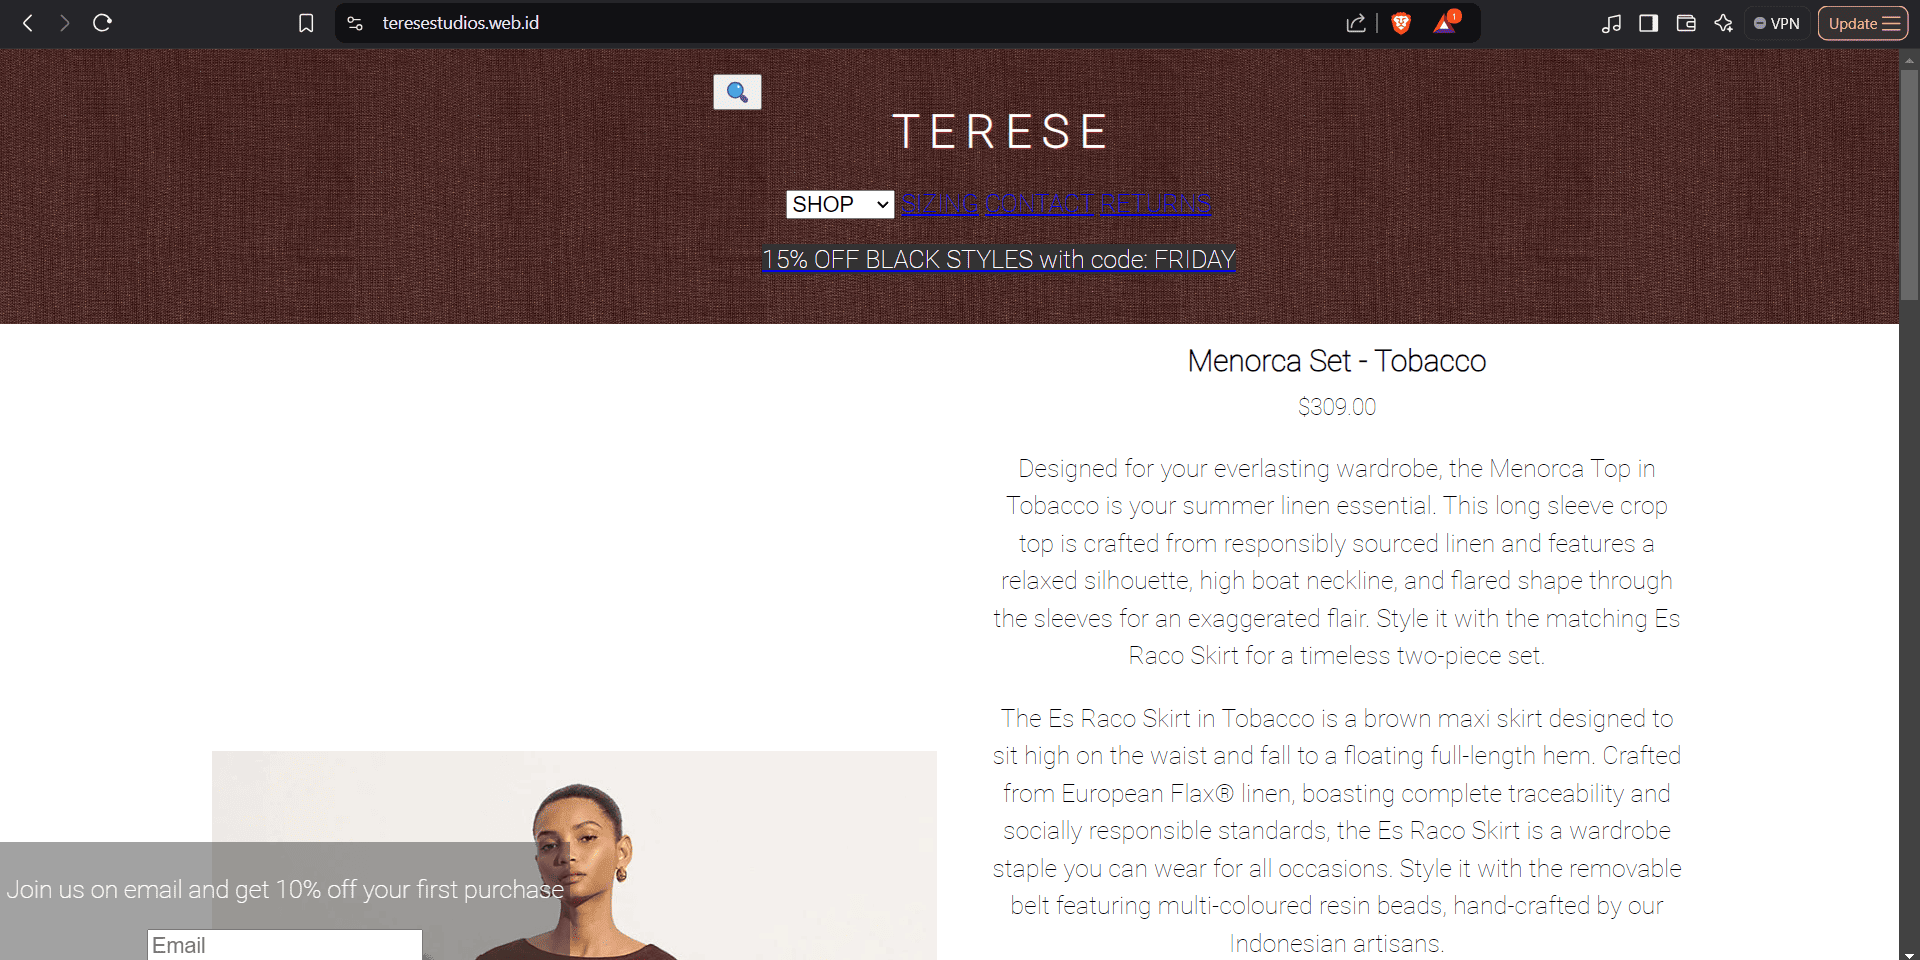 teresestudios.web.id
1
VPN
Update
TERESE
SHOP SIZING CONTACT RETURNS
15% OFF BLACK STYLES with code: FRIDAY
Menorca Set - Tobacco
$309.00
Designed for your everlasting wardrobe, the Menorca Top in
Tobacco is your summer linen essential. This long sleeve crop
top is crafted from responsibly sourced linen and features a
relaxed silhouette, high boat neckline, and flared shape through
the sleeves for an exaggerated flair. Style it with the matching Es
Raco Skirt for a timeless two-piece set.
The Es Raco Skirt in Tobacco is a brown maxi skirt designed to
sit high on the waist and fall to a floating full-length hem. Crafted
from European Flax® linen, boasting complete traceability and
socially responsible standards, the Es Raco Skirt is a wardrobe
staple you can wear for all occasions. Style it with the removable
belt featuring multi-coloured resin beads, hand-crafted by our
Indonesian artisans.
Join us on email and get 10% off your first purchase
Email